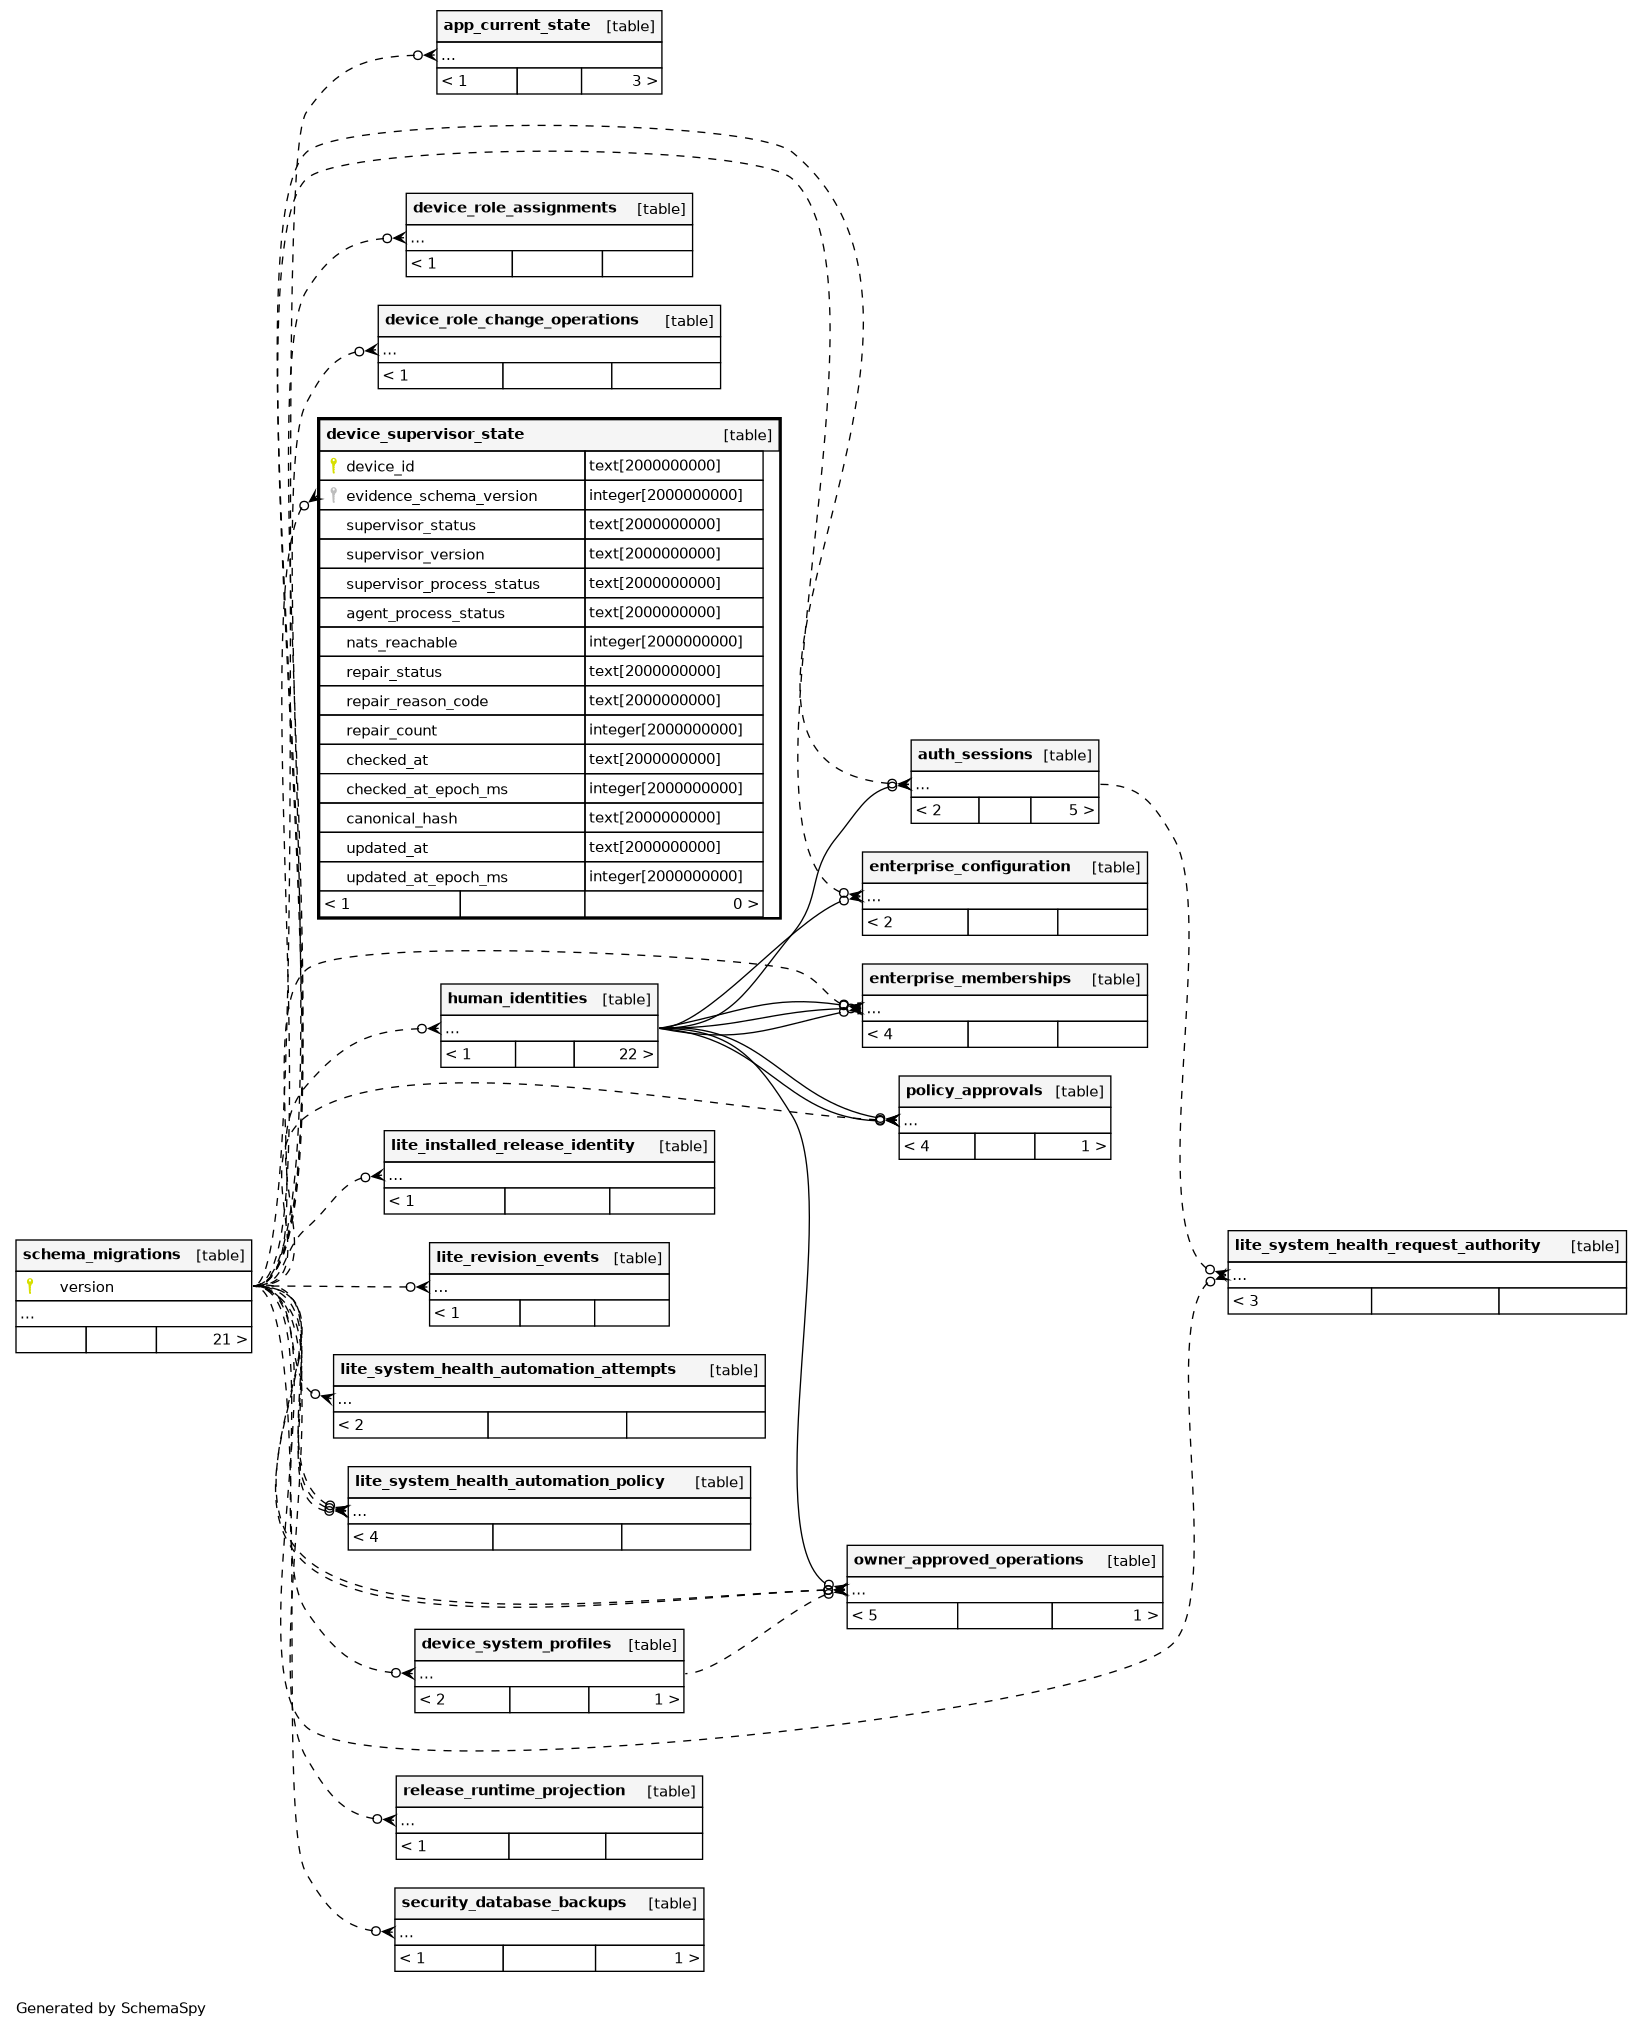 app_current_state [table]
...
< 1 3 >
device_role_assignments [table]
...
< 1
device_role_change_operations [table]
...
< 1
device_supervisor_state [table]
device_id text[2000000000]
evidence_schema_version integer[2000000000]
supervisor_status text[2000000000]
supervisor_version text[2000000000]
supervisor_process_status text[2000000000]
agent_process_status text[2000000000]
nats_reachable integer[2000000000]
repair_status text[2000000000]
repair_reason_code text[2000000000]
repair_count integer[2000000000]
checked_at text[2000000000]
checked_at_epoch_ms integer[2000000000]
canonical_hash text[2000000000]
updated_at text[2000000000]
updated_at_epoch_ms integer[2000000000]
< 1 0 >
auth_sessions [table]
...
< 2 5 >
enterprise_configuration [table]
...
< 2
enterprise_memberships [table]
...
< 4
human_identities [table]
...
< 1 22 >
policy_approvals [table]
...
< 4 1 >
lite_installed_release_identity [table]
...
< 1
schema_migrations [table]
version
...
21 >
lite_revision_events [table]
...
< 1
lite_system_health_request_authority [table]
...
< 3
lite_system_health_automation_attempts [table]
...
< 2
lite_system_health_automation_policy [table]
...
< 4
owner_approved_operations [table]
...
< 5 1 >
device_system_profiles [table]
...
< 2 1 >
release_runtime_projection [table]
...
< 1
security_database_backups [table]
...
< 1 1 >
Generated by SchemaSpy